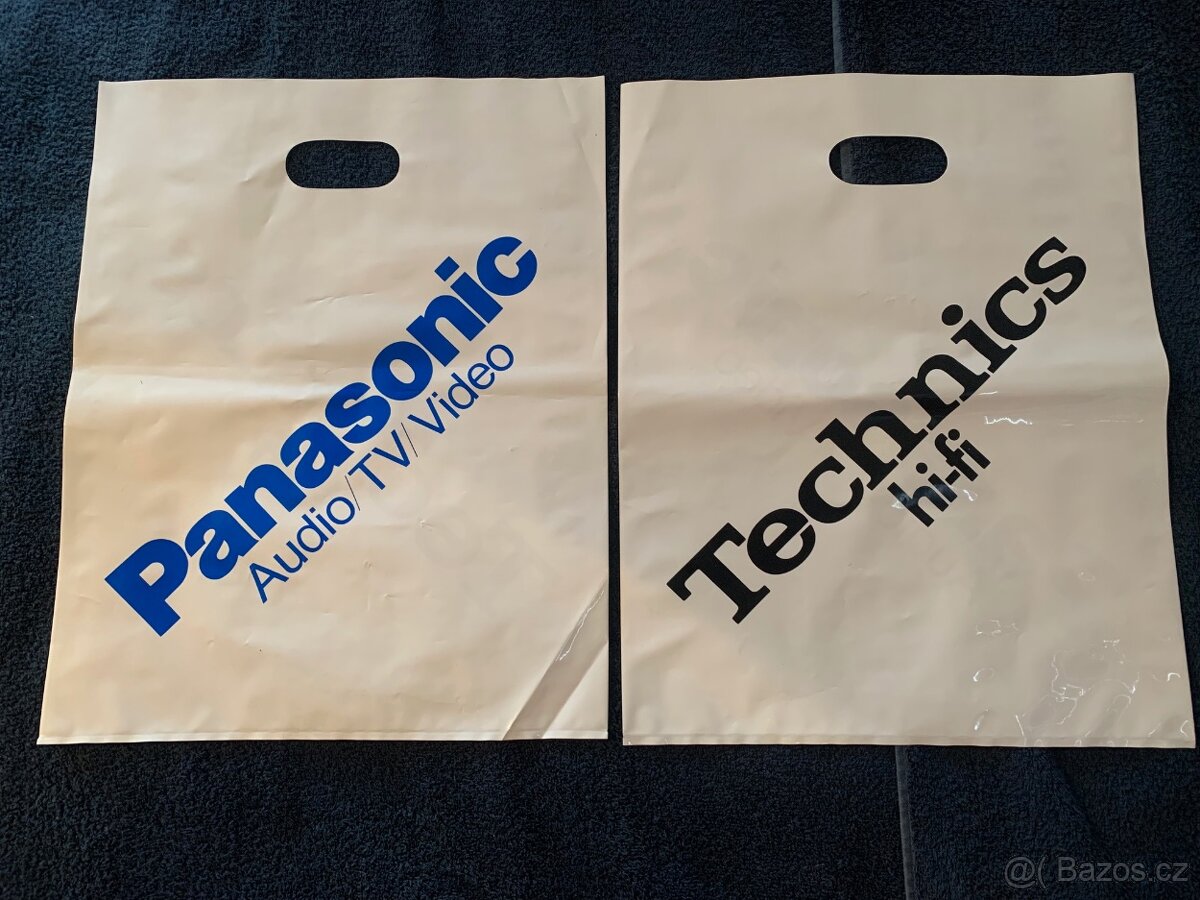 Panasonic
Audio/TV/Video
Technics
hi-fi
@( Bazos.cz